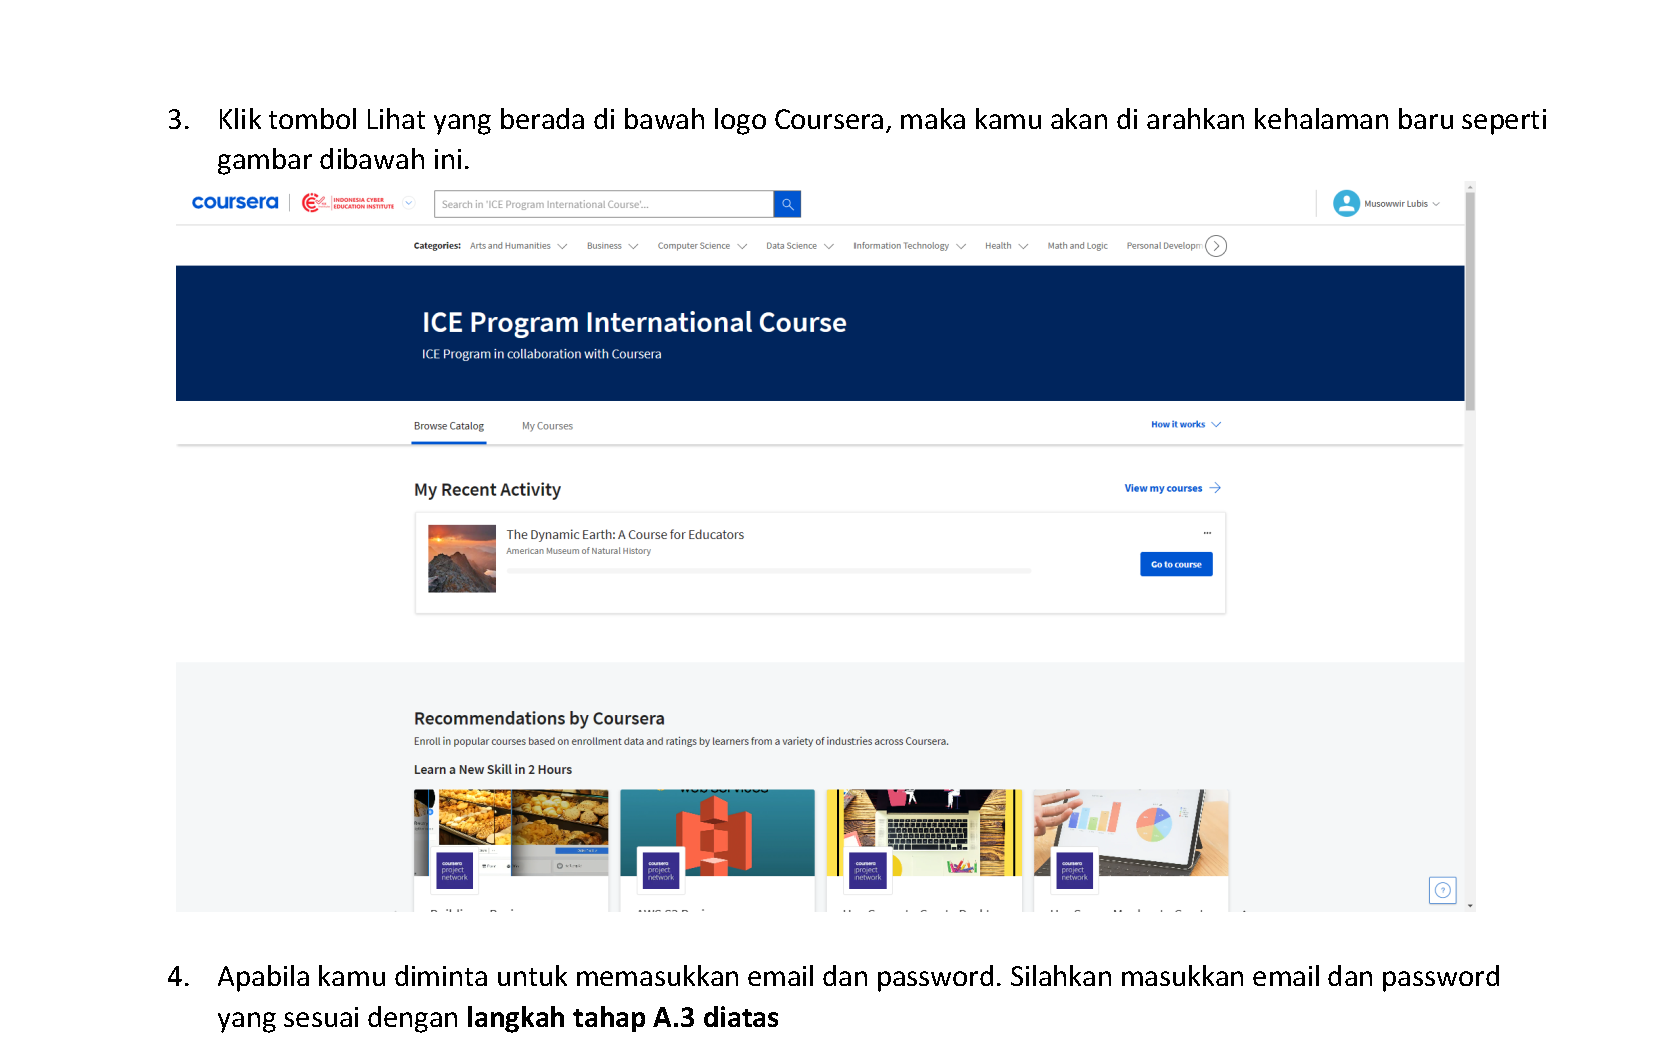 3. Klik tombol Lihat yang berada di bawah logo Coursera, maka kamu akan di arahkan kehalaman baru seperti
gambar dibawah ini.
coursera
INDONESIA CYBER
EDUCATION INSTITUTE
Search in 'ICE Program International Course'...
Musowwir Lubis
Categories: Arts and Humanities Business Computer Science Data Science Information Technology Health Math and Logic Personal Developm
ICE Program International Course
ICE Program in collaboration with Coursera
Browse Catalog My Courses How it works
My Recent Activity View my courses
The Dynamic Earth: A Course for Educators
American Museum of Natural History
Go to course
Recommendations by Coursera
Enroll in popular courses based on enrollment data and ratings by learners from a variety of industries across Coursera.
Learn a New Skill in 2 Hours
coursera project network
coursera project network
coursera project network
coursera project network
4. Apabila kamu diminta untuk memasukkan email dan password. Silahkan masukkan email dan password
yang sesuai dengan langkah tahap A.3 diatas